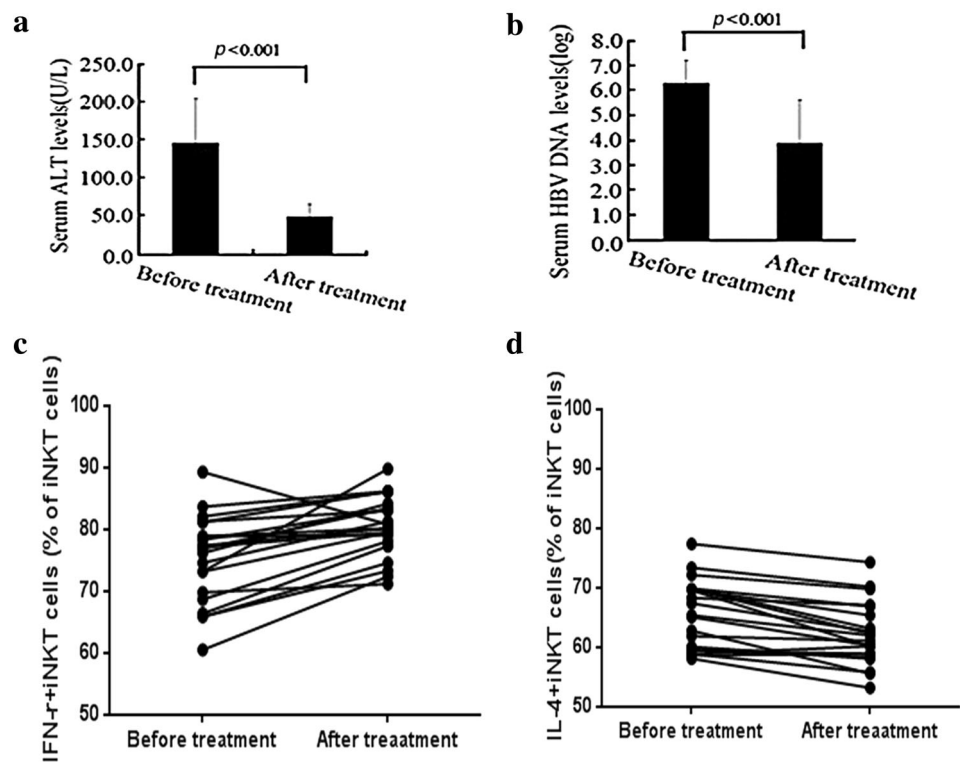 a
p<0.001
Serum ALT levels(U/L)
250.0
200.0
150.0
100.0
50.0
0.0
Before treatment
After treatment
b
p<0.001
Serum HBV DNA levels(log)
8.0
7.0
6.0
5.0
4.0
3.0
2.0
1.0
0.0
Before treatment
After treatment
c
IFN-r+iNKT cells (% of iNKT cells)
100
90
80
70
60
50
Before treatment
After treaatment
d
IL-4+iNKT cells(% of iNKT cells)
100
90
80
70
60
50
Before treatment
After treaatment